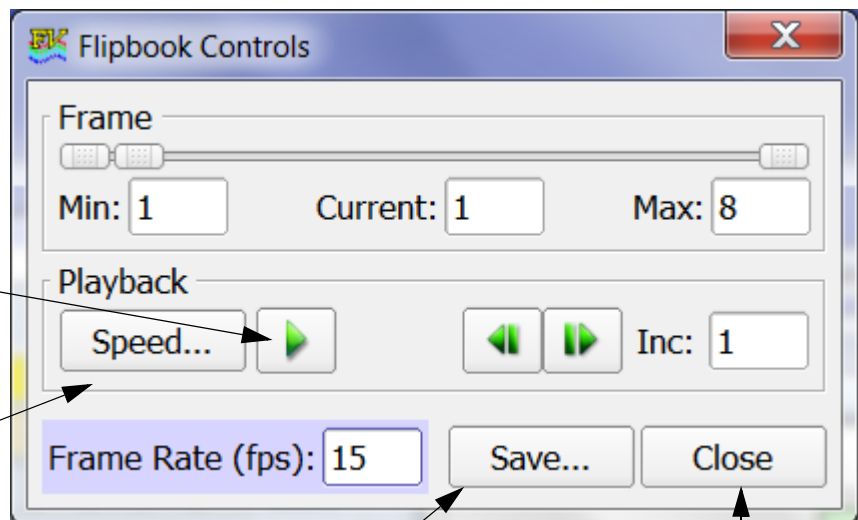 FV Flipbook Controls X
Frame
Min: 1 Current: 1 Max: 8
Playback
Speed... Inc: 1
Frame Rate (fps): 15 Save... Close